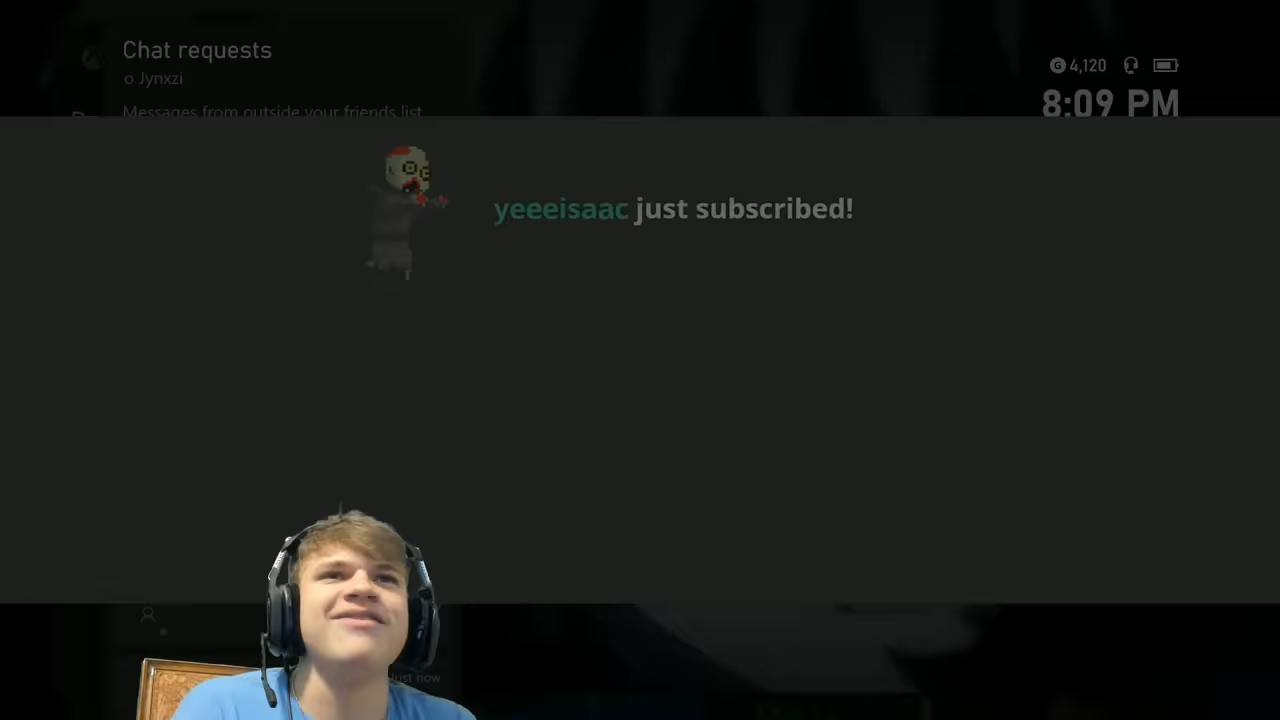 Chat requests
o Jynxzi
Messages from outside your friends list
G 4,120
8:09 PM
yeeeisaac just subscribed!
Just now